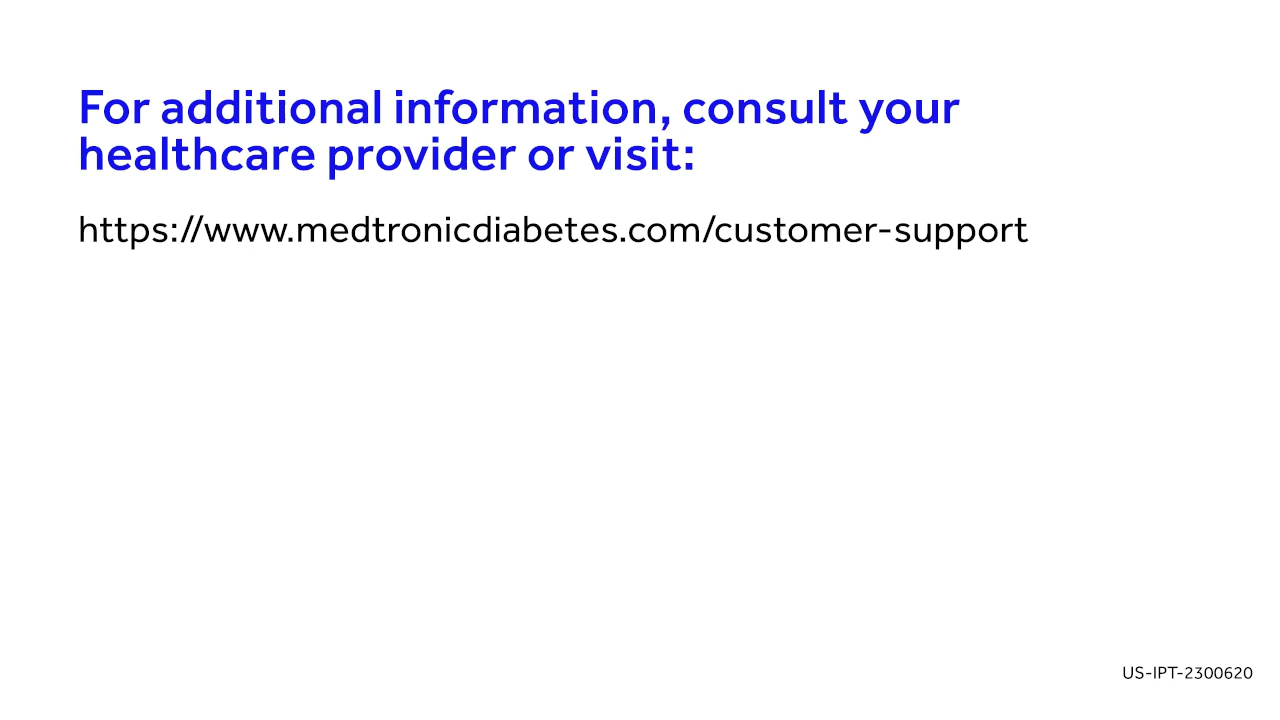 For additional information, consult your
healthcare provider or visit:
https://www.medtronicdiabetes.com/customer-support
US-IPT-2300620